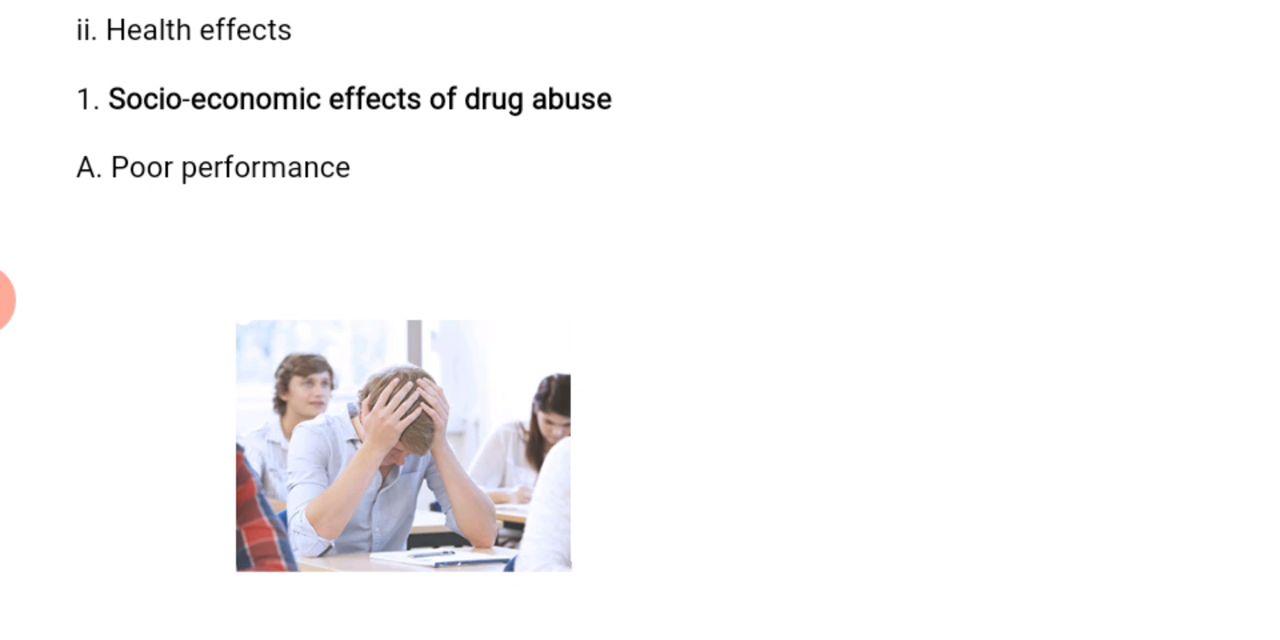 ii. Health effects
1. Socio-economic effects of drug abuse
A. Poor performance